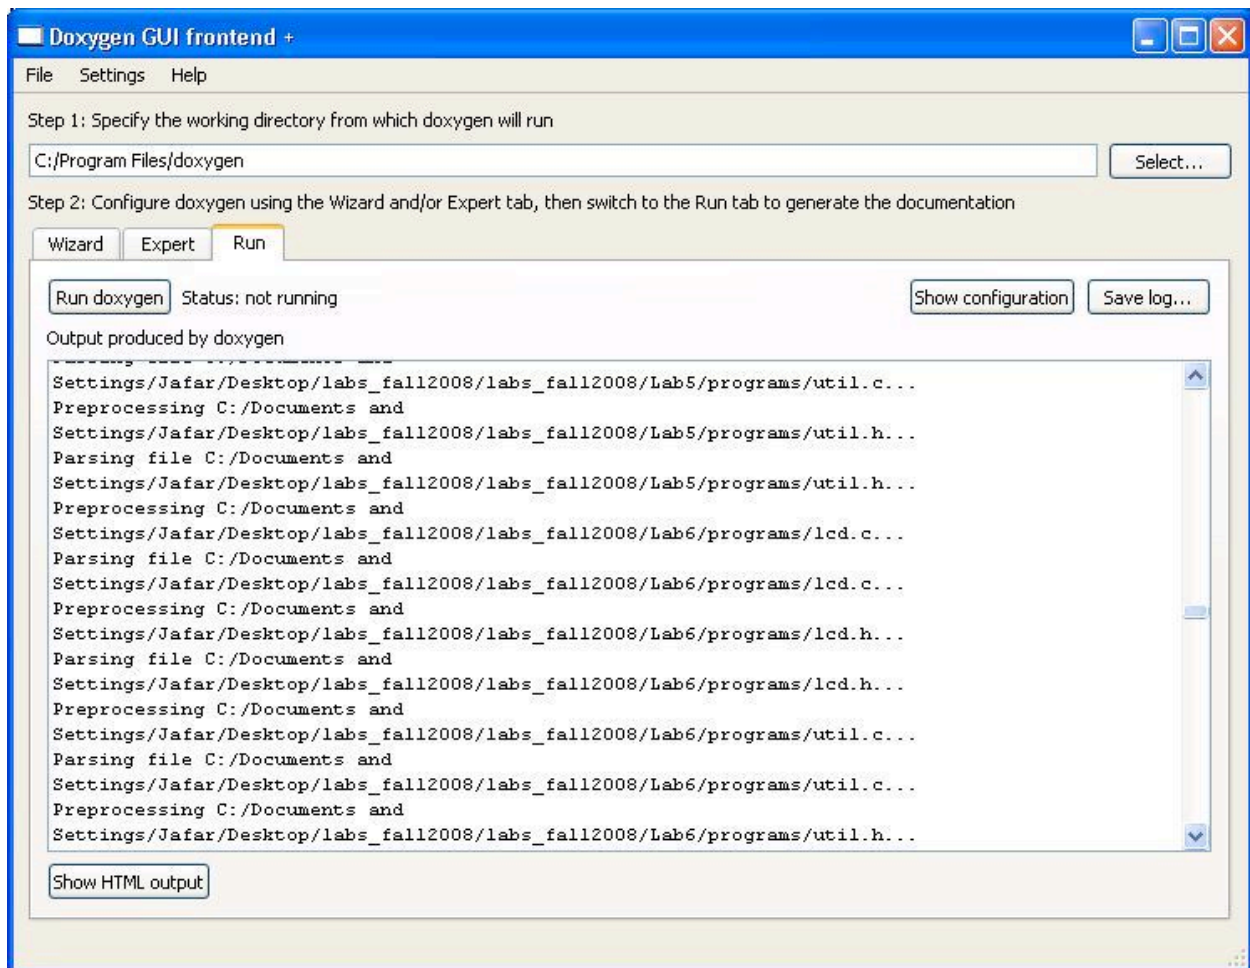 Doxygen GUI frontend +
File Settings Help
Step 1: Specify the working directory from which doxygen will run
C:/Program Files/doxygen
Select...
Step 2: Configure doxygen using the Wizard and/or Expert tab, then switch to the Run tab to generate the documentation
Wizard Expert Run
Run doxygen Status: not running Show configuration Save log...
Output produced by doxygen
Settings/Jafar/Desktop/labs_fall2008/labs_fall2008/Lab5/programs/util.c...
Preprocessing C:/Documents and
Settings/Jafar/Desktop/labs_fall2008/labs_fall2008/Lab5/programs/util.h...
Parsing file C:/Documents and
Settings/Jafar/Desktop/labs_fall2008/labs_fall2008/Lab5/programs/util.h...
Preprocessing C:/Documents and
Settings/Jafar/Desktop/labs_fall2008/labs_fall2008/Lab6/programs/lcd.c...
Parsing file C:/Documents and
Settings/Jafar/Desktop/labs_fall2008/labs_fall2008/Lab6/programs/lcd.c...
Preprocessing C:/Documents and
Settings/Jafar/Desktop/labs_fall2008/labs_fall2008/Lab6/programs/lcd.h...
Parsing file C:/Documents and
Settings/Jafar/Desktop/labs_fall2008/labs_fall2008/Lab6/programs/lcd.h...
Preprocessing C:/Documents and
Settings/Jafar/Desktop/labs_fall2008/labs_fall2008/Lab6/programs/util.c...
Parsing file C:/Documents and
Settings/Jafar/Desktop/labs_fall2008/labs_fall2008/Lab6/programs/util.c...
Preprocessing C:/Documents and
Settings/Jafar/Desktop/labs_fall2008/labs_fall2008/Lab6/programs/util.h...
Show HTML output